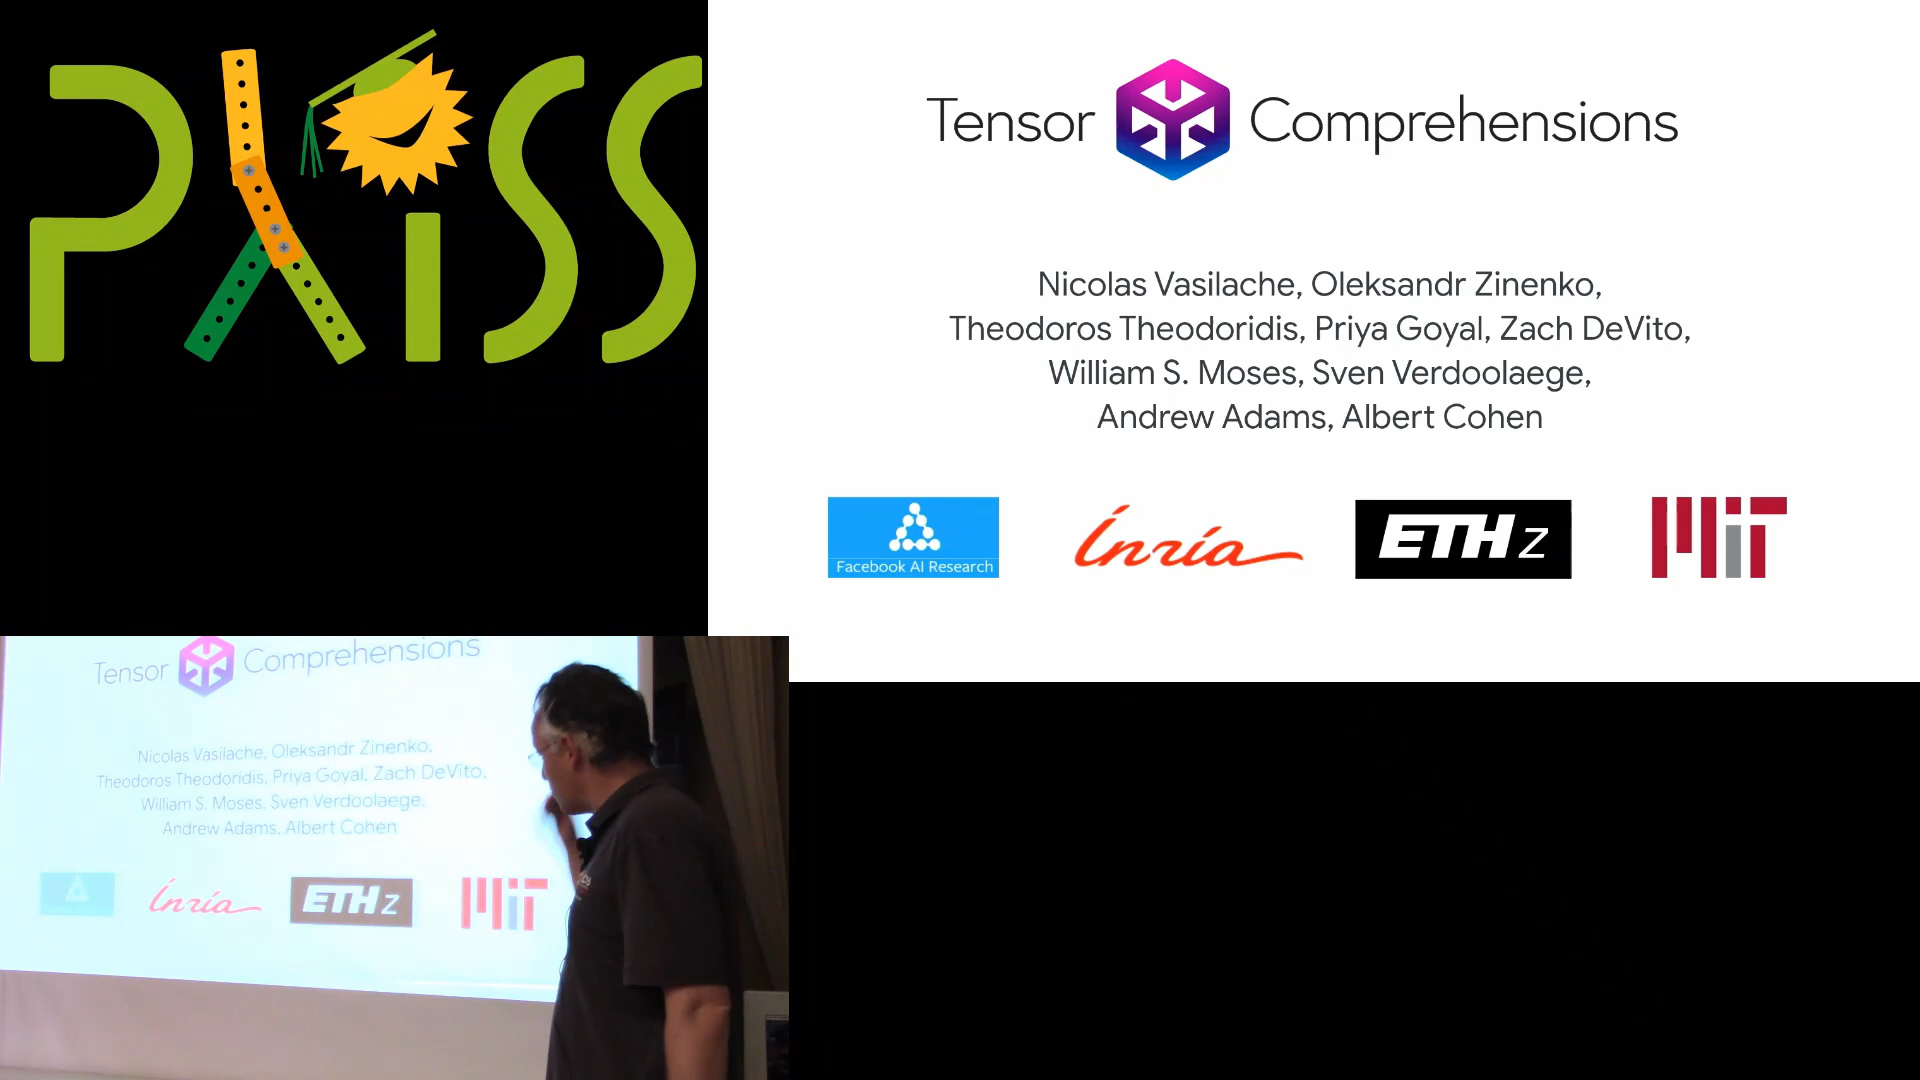 PAiSS
Tensor Comprehensions
Nicolas Vasilache, Oleksandr Zinenko,
Theodoros Theodoridis, Priya Goyal, Zach DeVito,
William S. Moses, Sven Verdoolaege,
Andrew Adams, Albert Cohen
Facebook AI Research
Inria
ETH z
MIT
Tensor Comprehensions
Nicolas Vasilache, Oleksandr Zinenko,
Theodoros Theodoridis, Priya Goyal, Zach DeVito,
William S. Moses, Sven Verdoolaege,
Andrew Adams, Albert Cohen
Inria
ETH z
MIT